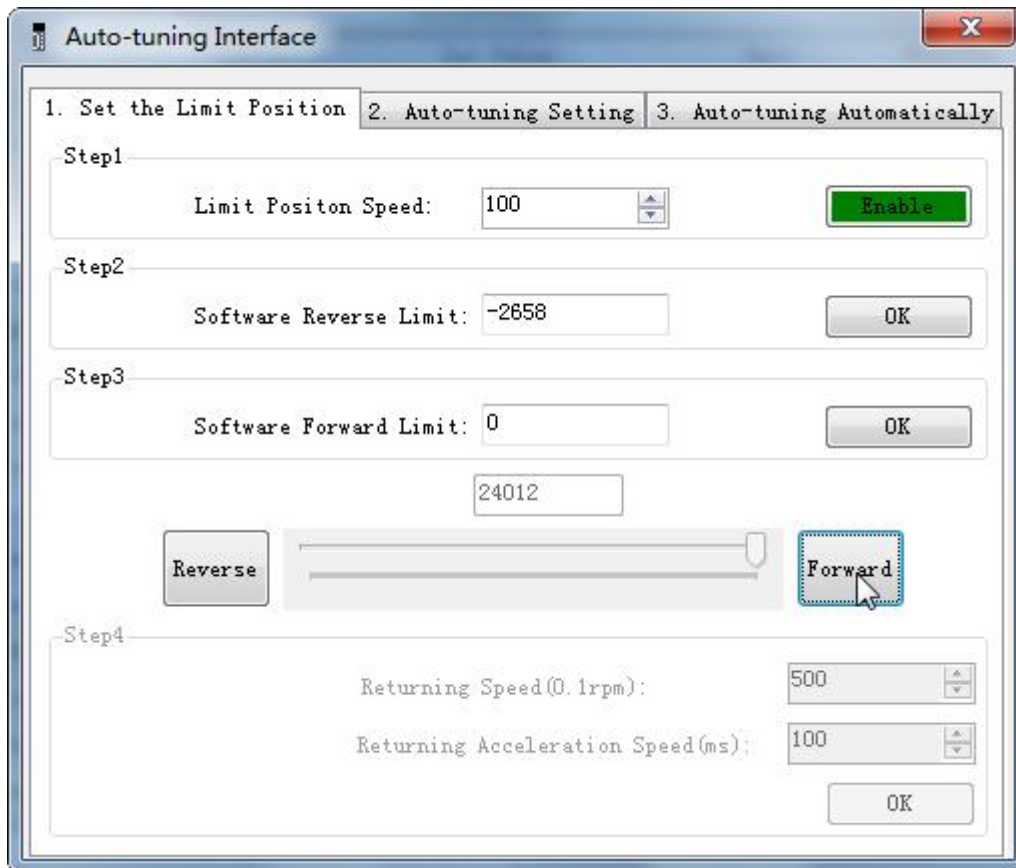 Auto-tuning Interface
1. Set the Limit Position 2. Auto-tuning Setting 3. Auto-tuning Automatically
Step1
Limit Positon Speed: 100 Enable
Step2
Software Reverse Limit: -2658 OK
Step3
Software Forward Limit: 0 OK
24012
Reverse Forward
Step4
Returning Speed(0.1rpm): 500
Returning Acceleration Speed(ms): 100
OK